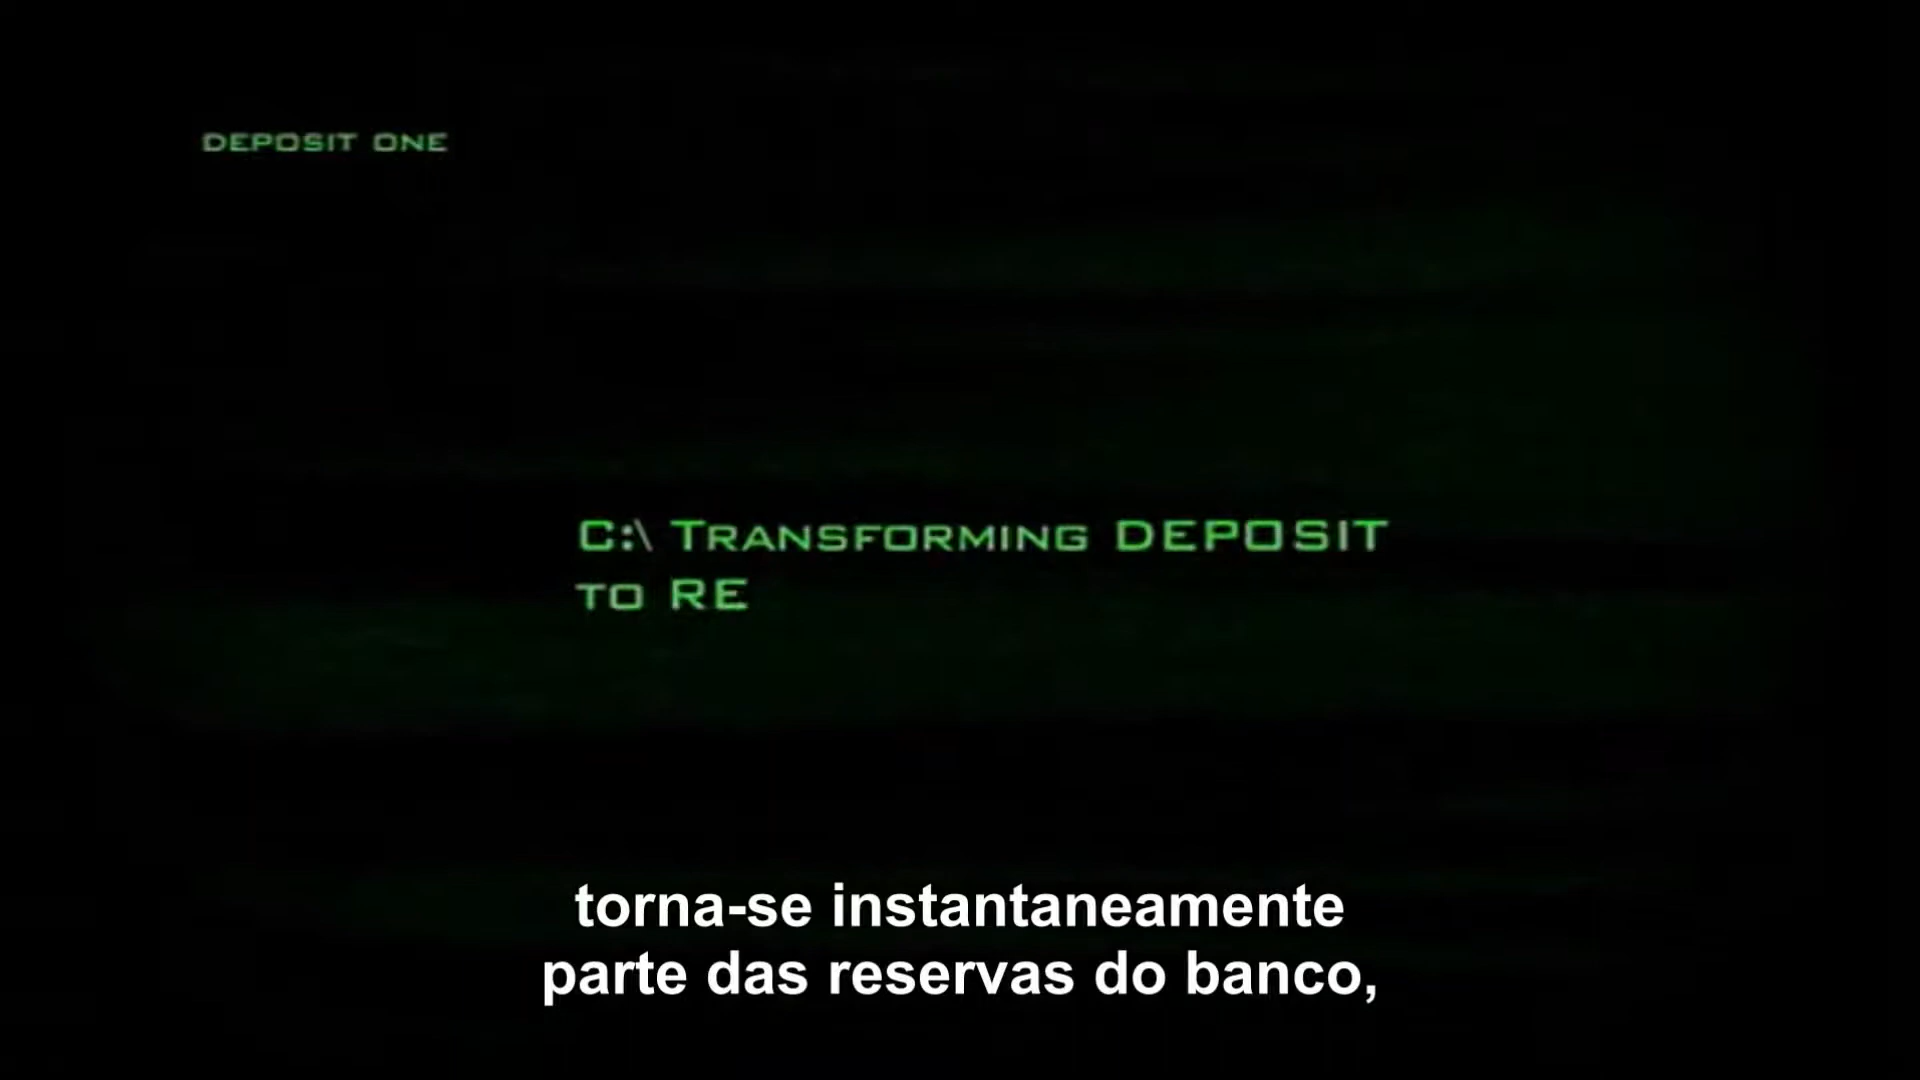 DEPOSIT ONE
C:\ TRANSFORMING DEPOSIT
TO RE
torna-se instantaneamente
parte das reservas do banco,